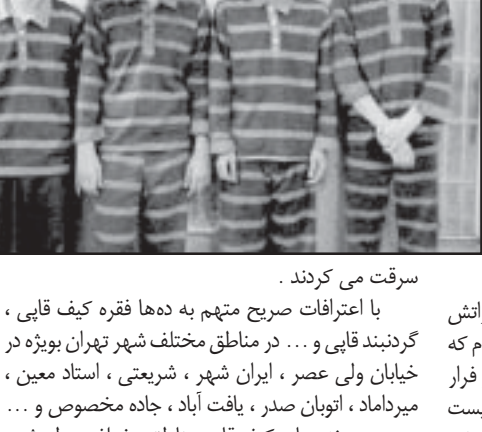 سرقت می کردند .
با اعترافات صریح متهم به ده‌ها فقره کیف قاپی ،
گردنبند قاپی و ... در مناطق مختلف شهر تهران بویژه در
خیابان ولی عصر ، ایران شهر ، شریعتی ، استاد معین ،
میرداماد ، اتوبان صدر ، یافت آباد ، جاده مخصوص و ...
فرار